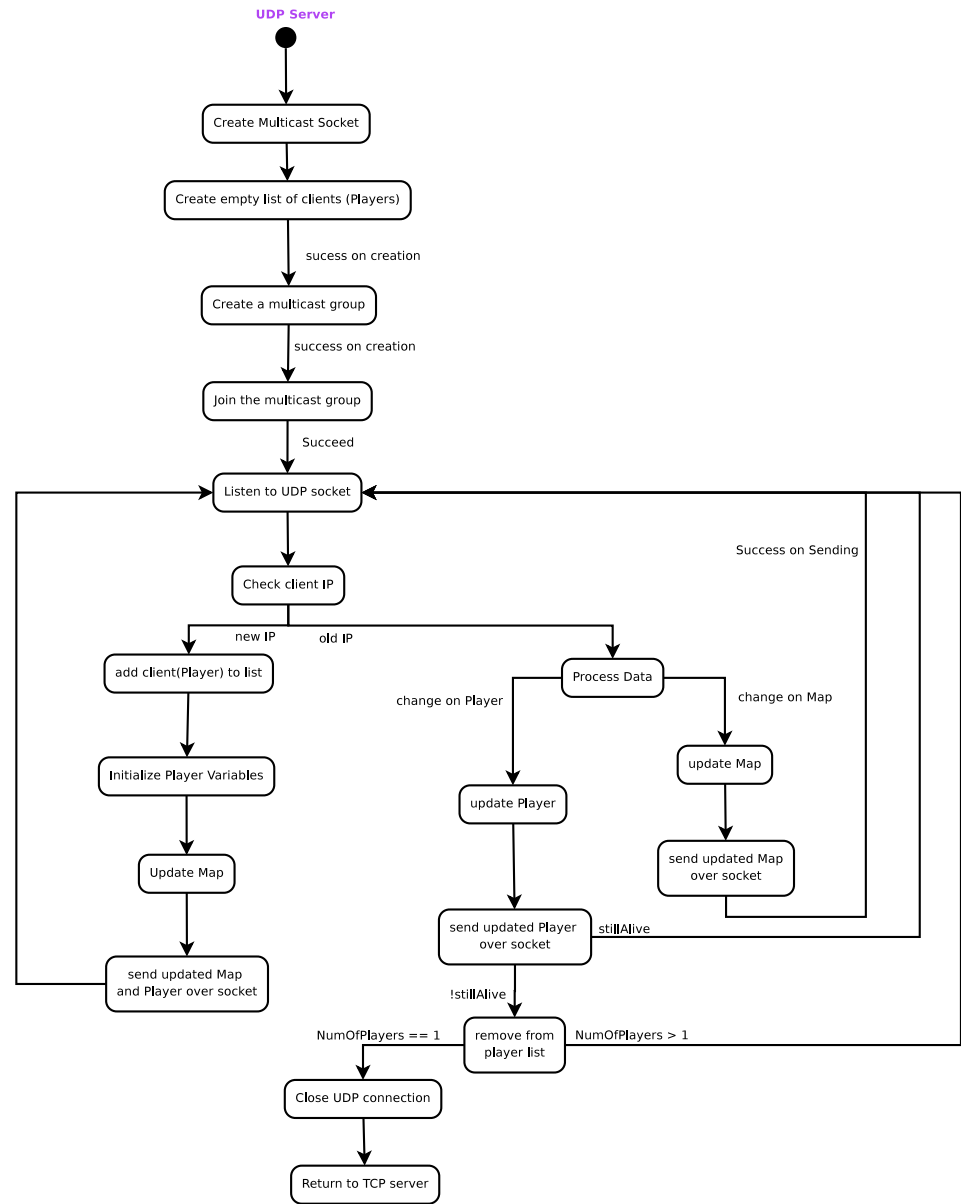 UDP Server
Create Multicast Socket
Create empty list of clients (Players)
sucess on creation
Create a multicast group
success on creation
Join the multicast group
Succeed
Listen to UDP socket
Success on Sending
Check client IP
new IP
old IP
add client(Player) to list
Process Data
change on Player
change on Map
Initialize Player Variables
update Map
update Player
Update Map
send updated Map
over socket
send updated Player
over socket
stillAlive
send updated Map
and Player over socket
!stillAlive
NumOfPlayers == 1
remove from
player list
NumOfPlayers > 1
Close UDP connection
Return to TCP server